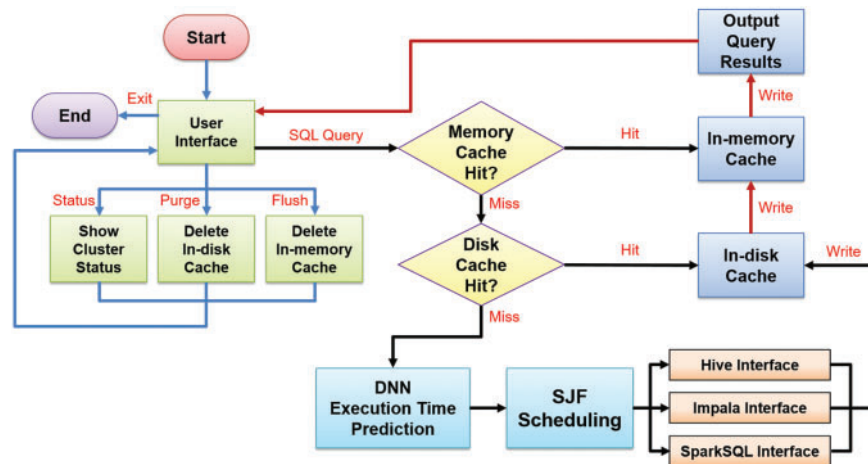 Start
Output
Query
Results
Exit
End
User
Interface
SQL Query
Memory
Cache
Hit?
Hit
In-memory
Cache
Write
Status
Purge
Flush
Miss
Write
Show
Cluster
Status
Delete
In-disk
Cache
Delete
In-memory
Cache
Disk
Cache
Hit?
Hit
In-disk
Cache
Write
Miss
DNN
Execution Time
Prediction
SJF
Scheduling
Hive Interface
Impala Interface
SparkSQL Interface